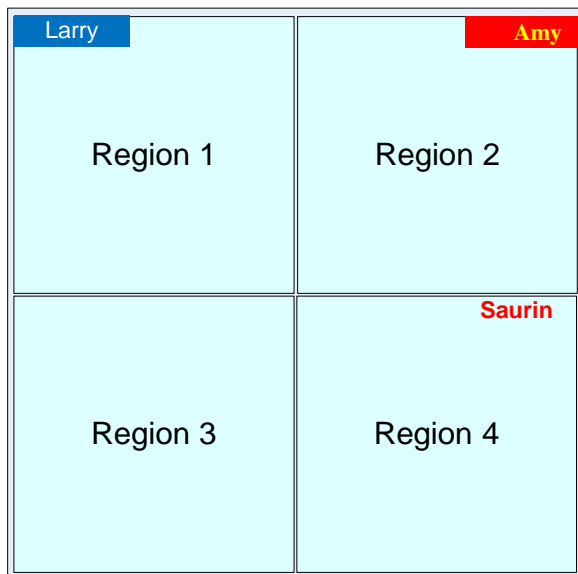 Larry
Amy
Region 1
Region 2
Saurin
Region 3
Region 4